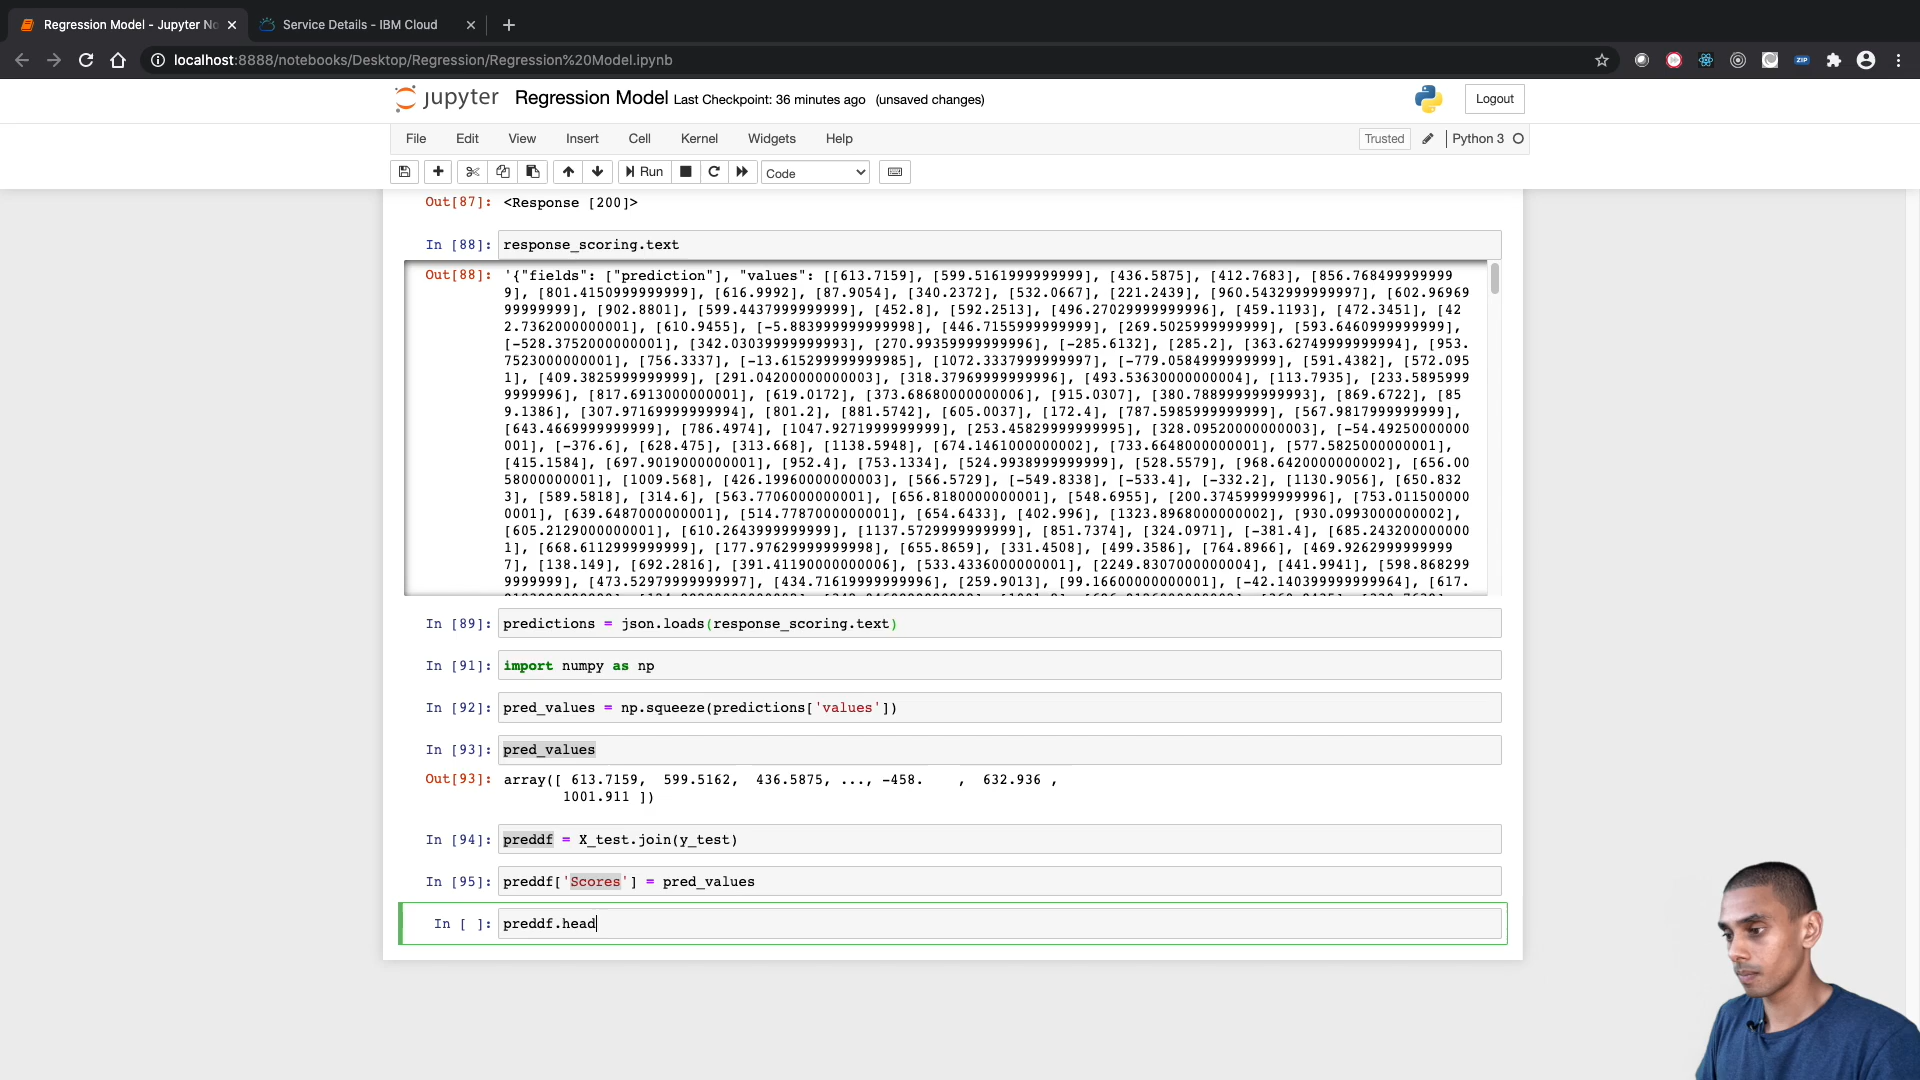 Regression Model - Jupyter No
Service Details - IBM Cloud
localhost:8888/notebooks/Desktop/Regression/Regression%20Model.ipynb
ZIP
jupyter Regression Model Last Checkpoint: 36 minutes ago (unsaved changes)
Logout
File Edit View Insert Cell Kernel Widgets Help
Trusted Python 3
Run Code
Out[87]: <Response [200]>
In [88]: response_scoring.text
Out[88]: '{"fields": ["prediction"], "values": [[613.7159], [599.5161999999999], [436.5875], [412.7683], [856.768499999999
9], [801.4150999999999], [616.9992], [87.9054], [340.2372], [532.0667], [221.2439], [960.5432999999997], [602.96969
99999999], [902.8801], [599.4437999999999], [452.8], [592.2513], [496.27029999999996], [459.1193], [472.3451], [42
2.7362000000001], [610.9455], [-5.883999999999998], [446.7155999999999], [269.5025999999999], [593.6460999999999],
[-528.3752000000001], [342.03039999999993], [270.99359999999996], [-285.6132], [285.2], [363.62749999999994], [953.
7523000000001], [756.3337], [-13.615299999999985], [1072.3337999999997], [-779.0584999999999], [591.4382], [572.095
1], [409.3825999999999], [291.04200000000003], [318.37969999999996], [493.53630000000004], [113.7935], [233.5895999
9999996], [817.6913000000001], [619.0172], [373.68680000000006], [915.0307], [380.78899999999993], [869.6722], [85
9.1386], [307.97169999999994], [801.2], [881.5742], [605.0037], [172.4], [787.5985999999999], [567.9817999999999],
[643.4669999999999], [786.4974], [1047.9271999999999], [253.45829999999995], [328.09520000000003], [-54.49250000000
001], [-376.6], [628.475], [313.668], [1138.5948], [674.1461000000002], [733.6648000000001], [577.5825000000001],
[415.1584], [697.9019000000001], [952.4], [753.1334], [524.9938999999999], [528.5579], [968.6420000000002], [656.00
58000000001], [1009.568], [426.19960000000003], [566.5729], [-549.8338], [-533.4], [-332.2], [1130.9056], [650.832
3], [589.5818], [314.6], [563.7706000000001], [656.8180000000001], [548.6955], [200.37459999999996], [753.011500000
0001], [639.6487000000001], [514.7787000000001], [654.6433], [402.996], [1323.8968000000002], [930.0993000000002],
[605.2129000000001], [610.2643999999999], [1137.5729999999999], [851.7374], [324.0971], [-381.4], [685.243200000000
1], [668.6112999999999], [177.97629999999998], [655.8659], [331.4508], [499.3586], [764.8966], [469.9262999999999
7], [138.149], [692.2816], [391.41190000000006], [533.4336000000001], [2249.8307000000004], [441.9941], [598.868299
9999999], [473.52979999999997], [434.71619999999996], [259.9013], [99.16600000000001], [-42.140399999999964], [617.
In [89]: predictions = json.loads(response_scoring.text)
In [91]: import numpy as np
In [92]: pred_values = np.squeeze(predictions['values'])
In [93]: pred_values
Out[93]: array([ 613.7159, 599.5162, 436.5875, ..., -458. , 632.936 ,
1001.911 ])
In [94]: preddf = X_test.join(y_test)
In [95]: preddf['Scores'] = pred_values
In [ ]: preddf.head